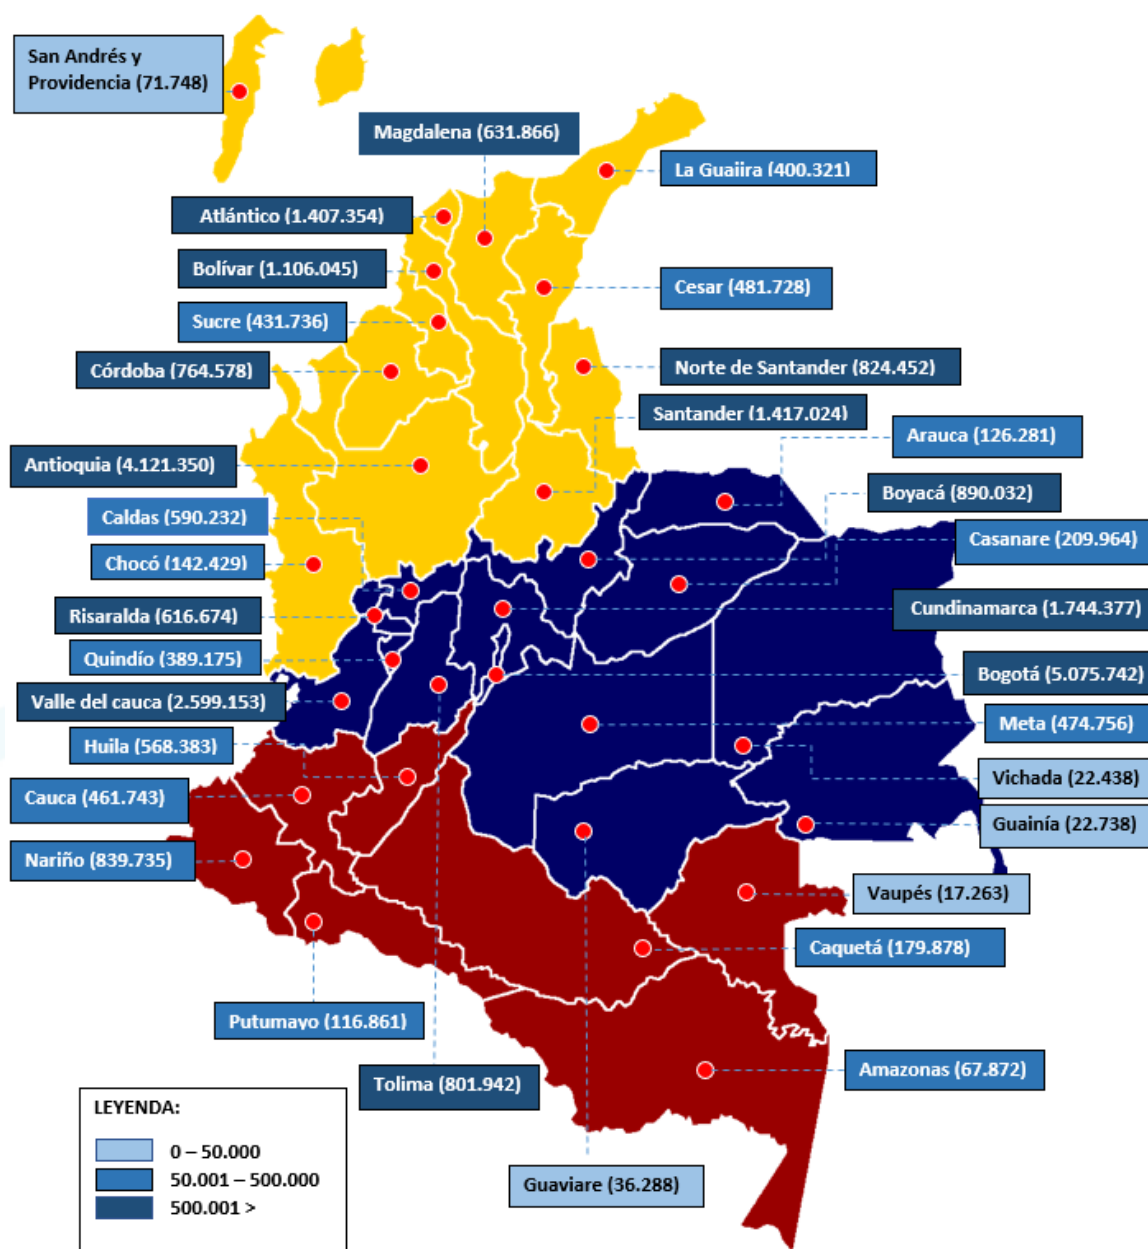 San Andrés y
Providencia (71.748)
Magdalena (631.866)
La Guajira (400.321)
Atlántico (1.407.354)
Bolívar (1.106.045)
Cesar (481.728)
Sucre (431.736)
Córdoba (764.578)
Norte de Santander (824.452)
Santander (1.417.024)
Arauca (126.281)
Antioquia (4.121.350)
Boyacá (890.032)
Caldas (590.232)
Casanare (209.964)
Chocó (142.429)
Risaralda (616.674)
Cundinamarca (1.744.377)
Quindío (389.175)
Bogotá (5.075.742)
Valle del cauca (2.599.153)
Meta (474.756)
Huila (568.383)
Vichada (22.438)
Cauca (461.743)
Guainía (22.738)
Nariño (839.735)
Vaupés (17.263)
Caquetá (179.878)
Putumayo (116.861)
Amazonas (67.872)
Tolima (801.942)
Guaviare (36.288)
LEYENDA:
0 – 50.000
50.001 – 500.000
500.001 >